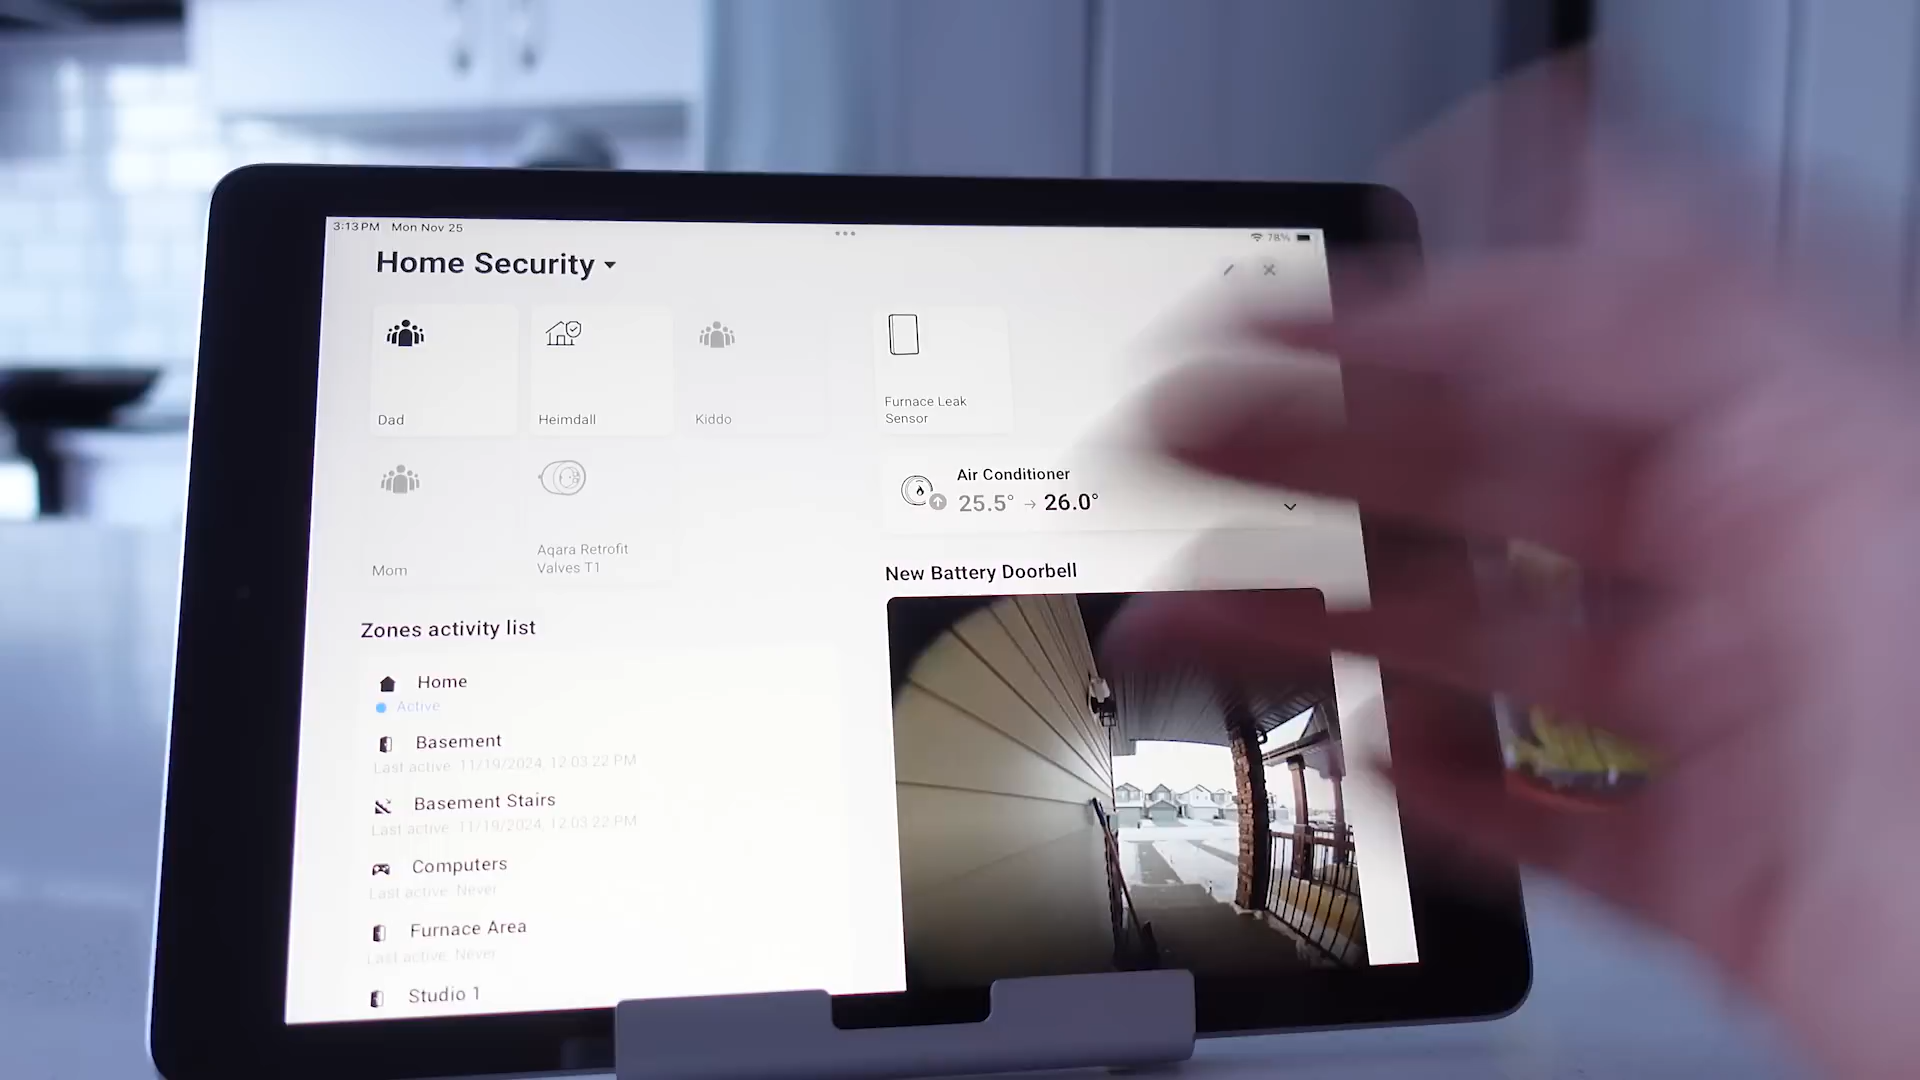 3:13 PM Mon Nov 25
78%
Home Security
Dad
Heimdall
Kiddo
Furnace Leak
Sensor
Mom
Aqara Retrofit
Valves T1
Air Conditioner
25.5° → 26.0°
New Battery Doorbell
Zones activity list
Home
Active
Basement
Last active: 11/19/2024, 12:03:22 PM
Basement Stairs
Last active: 11/19/2024, 12:03:22 PM
Computers
Last active: Never
Furnace Area
Last active: Never
Studio 1